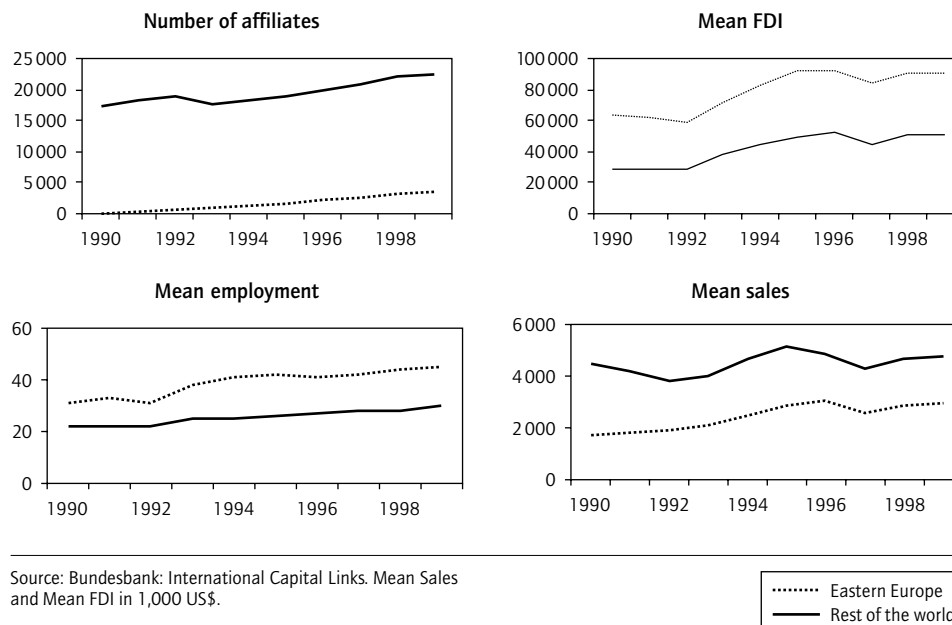 Number of affiliates
25 000
20 000
15 000
10 000
5 000
0
1990 1992 1994 1996 1998
Mean FDI
100 000
80 000
60 000
40 000
20 000
0
1990 1992 1994 1996 1998
Mean employment
60
40
20
0
1990 1992 1994 1996 1998
Mean sales
6 000
4 000
2 000
0
1990 1992 1994 1996 1998
Source: Bundesbank: International Capital Links. Mean Sales
and Mean FDI in 1,000 US$.
Eastern Europe
Rest of the world